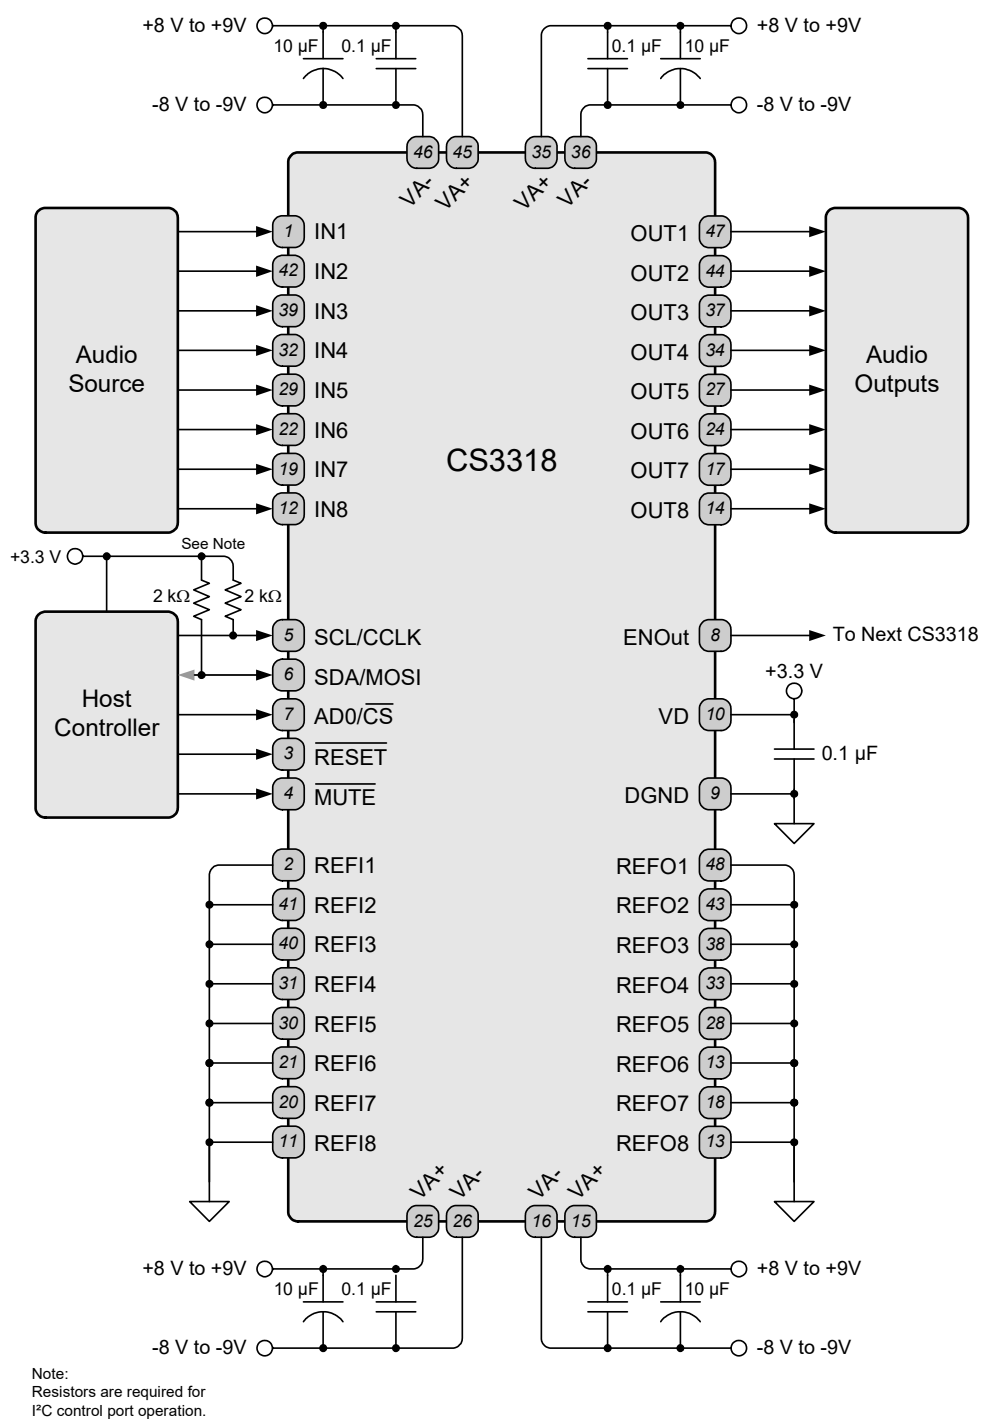 +8 V to +9V
10 µF 0.1 µF
-8 V to -9V
+8 V to +9V
0.1 µF 10 µF
-8 V to -9V
46 45 35 36
VA- VA+ VA+ VA-
Audio
Source
1 IN1
42 IN2
39 IN3
32 IN4
29 IN5
22 IN6
19 IN7
12 IN8
CS3318
OUT1 47
OUT2 44
OUT3 37
OUT4 34
OUT5 27
OUT6 24
OUT7 17
OUT8 14
Audio
Outputs
See Note
+3.3 V
2 kΩ 2 kΩ
Host
Controller
5 SCL/CCLK
6 SDA/MOSI
7 AD0/CS
3 RESET
4 MUTE
ENOut 8 To Next CS3318
+3.3 V
VD 10
0.1 µF
DGND 9
2 REFI1
41 REFI2
40 REFI3
31 REFI4
30 REFI5
21 REFI6
20 REFI7
11 REFI8
REFO1 48
REFO2 43
REFO3 38
REFO4 33
REFO5 28
REFO6 13
REFO7 18
REFO8 13
VA+ VA- VA- VA+
25 26 16 15
+8 V to +9V
10 µF 0.1 µF
-8 V to -9V
+8 V to +9V
0.1 µF 10 µF
-8 V to -9V
Note:
Resistors are required for
I²C control port operation.